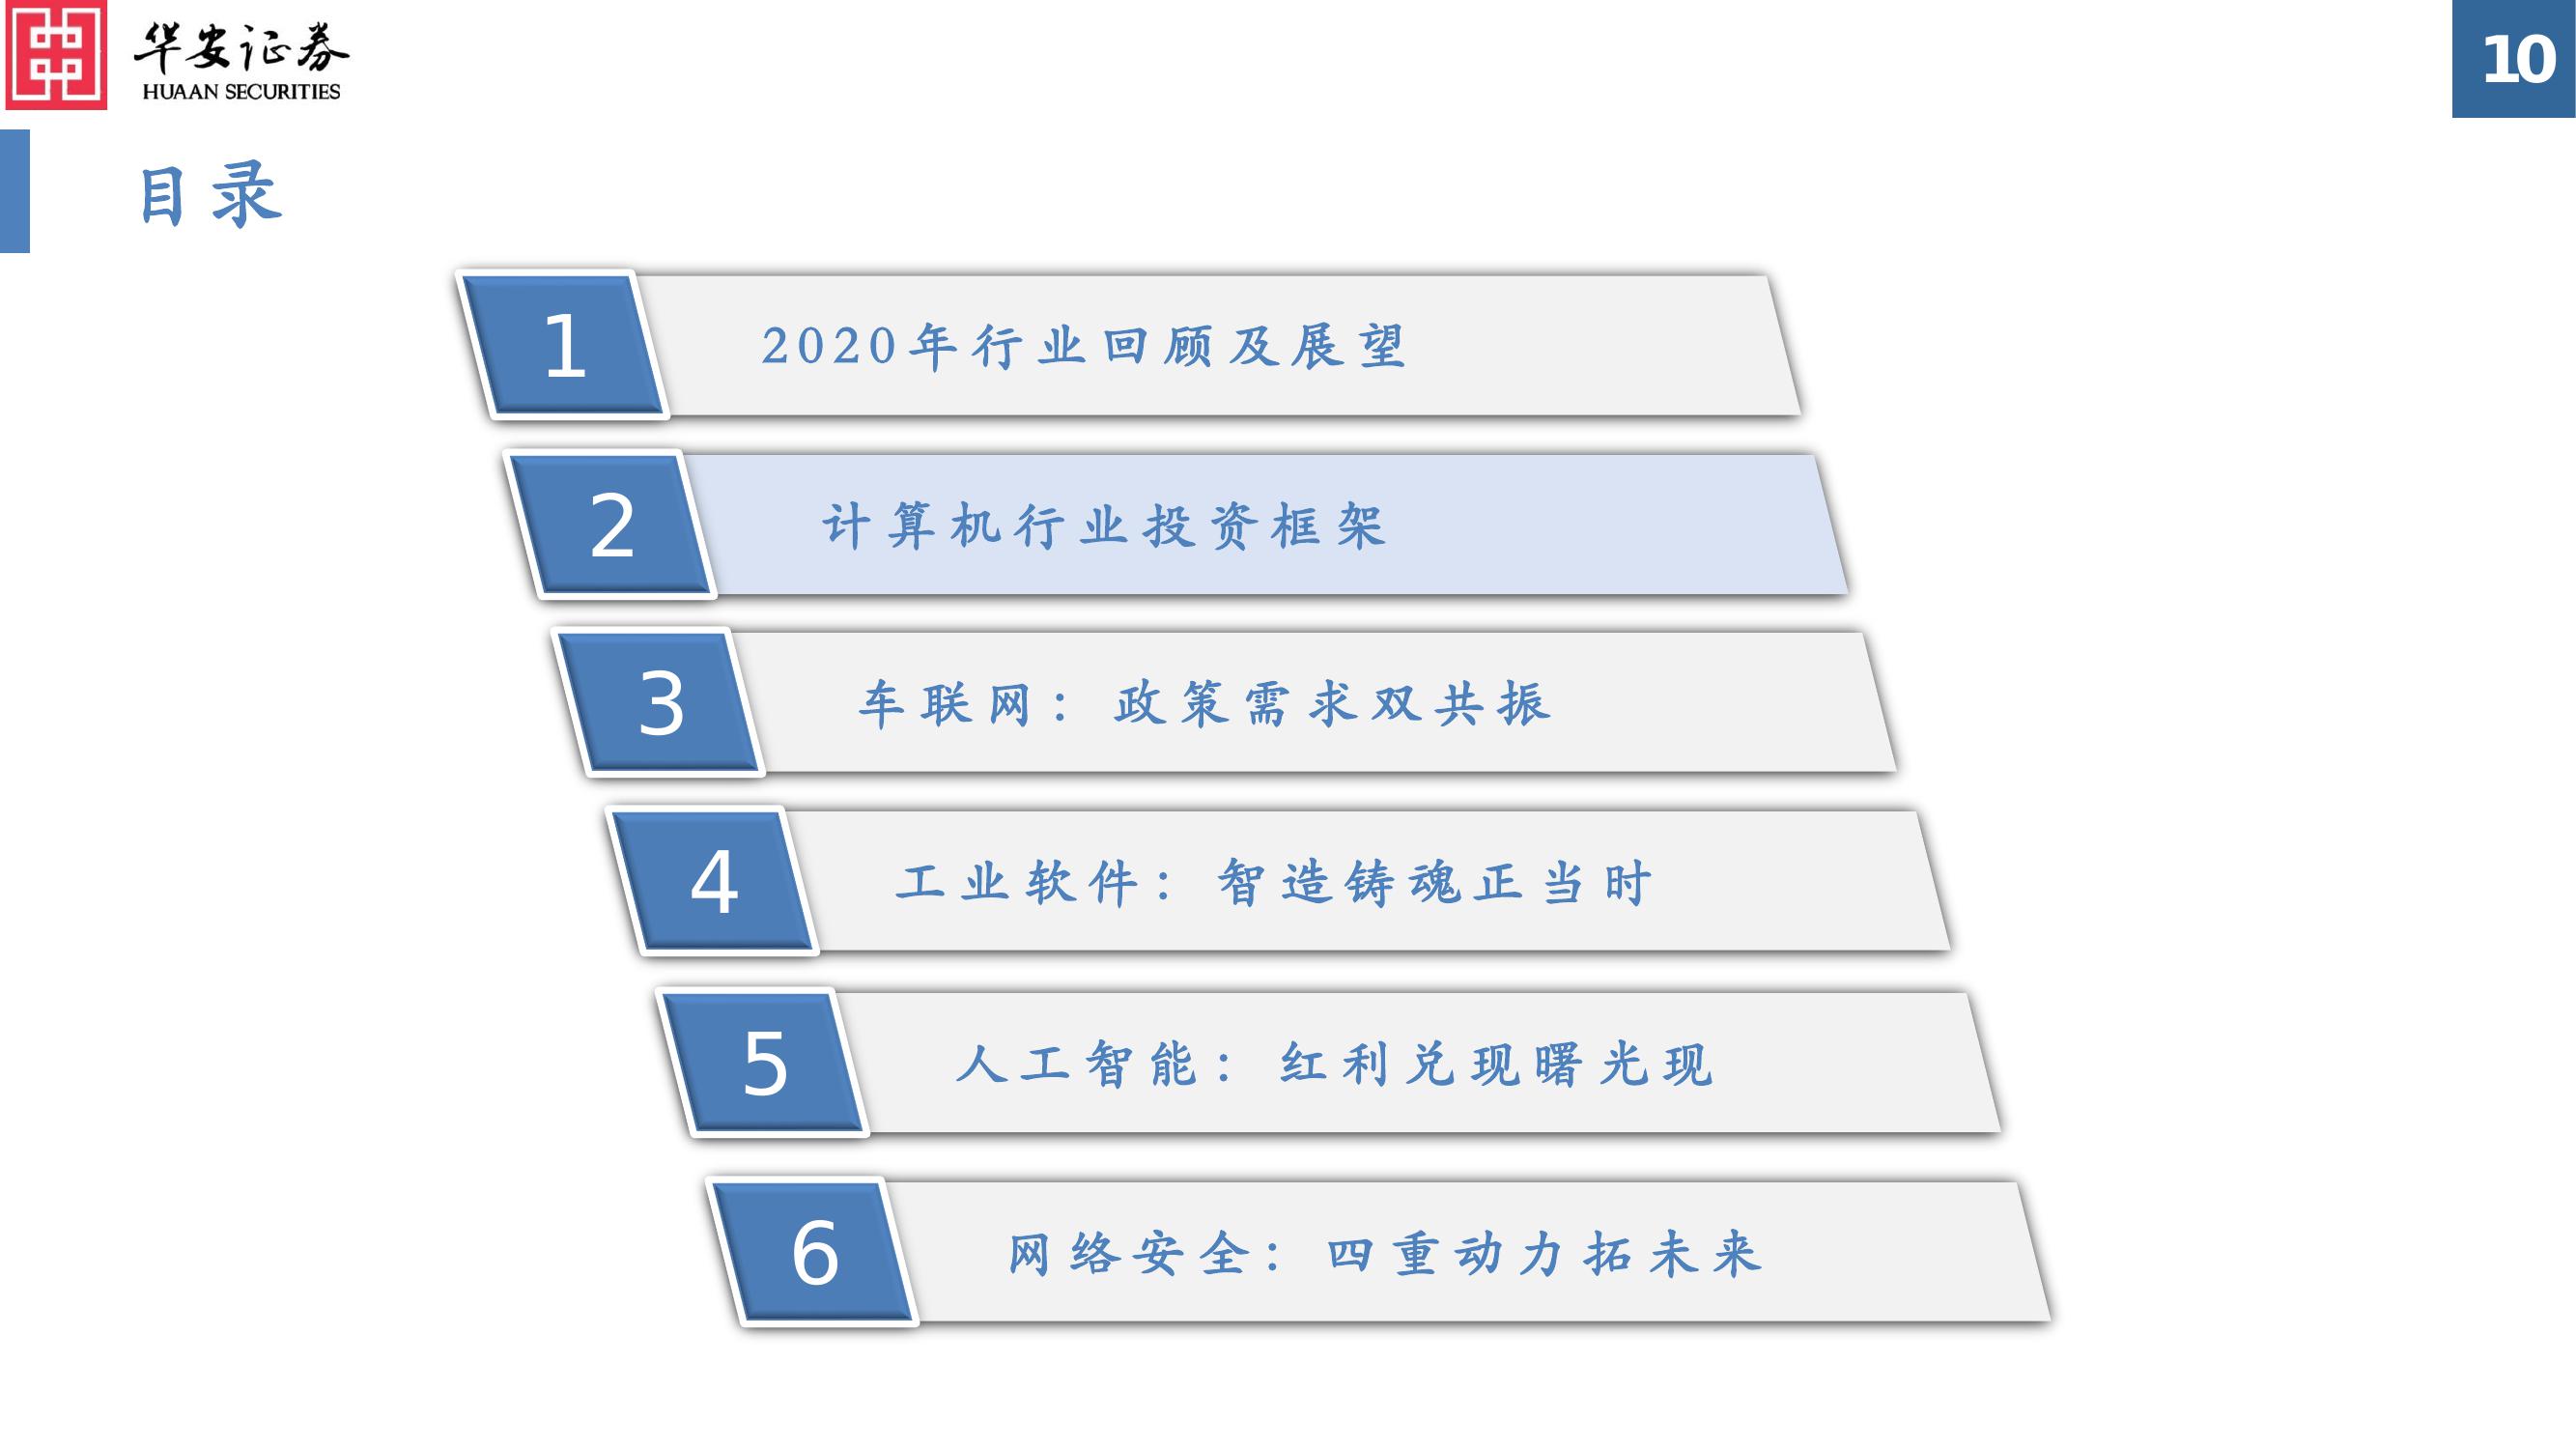 华安证券
HUAAN SECURITIES
10
目录
1
2020年行业回顾及展望
2
计算机行业投资框架
3
车联网：政策需求双共振
4
工业软件：智造铸魂正当时
5
人工智能：红利兑现曙光现
6
网络安全：四重动力拓未来